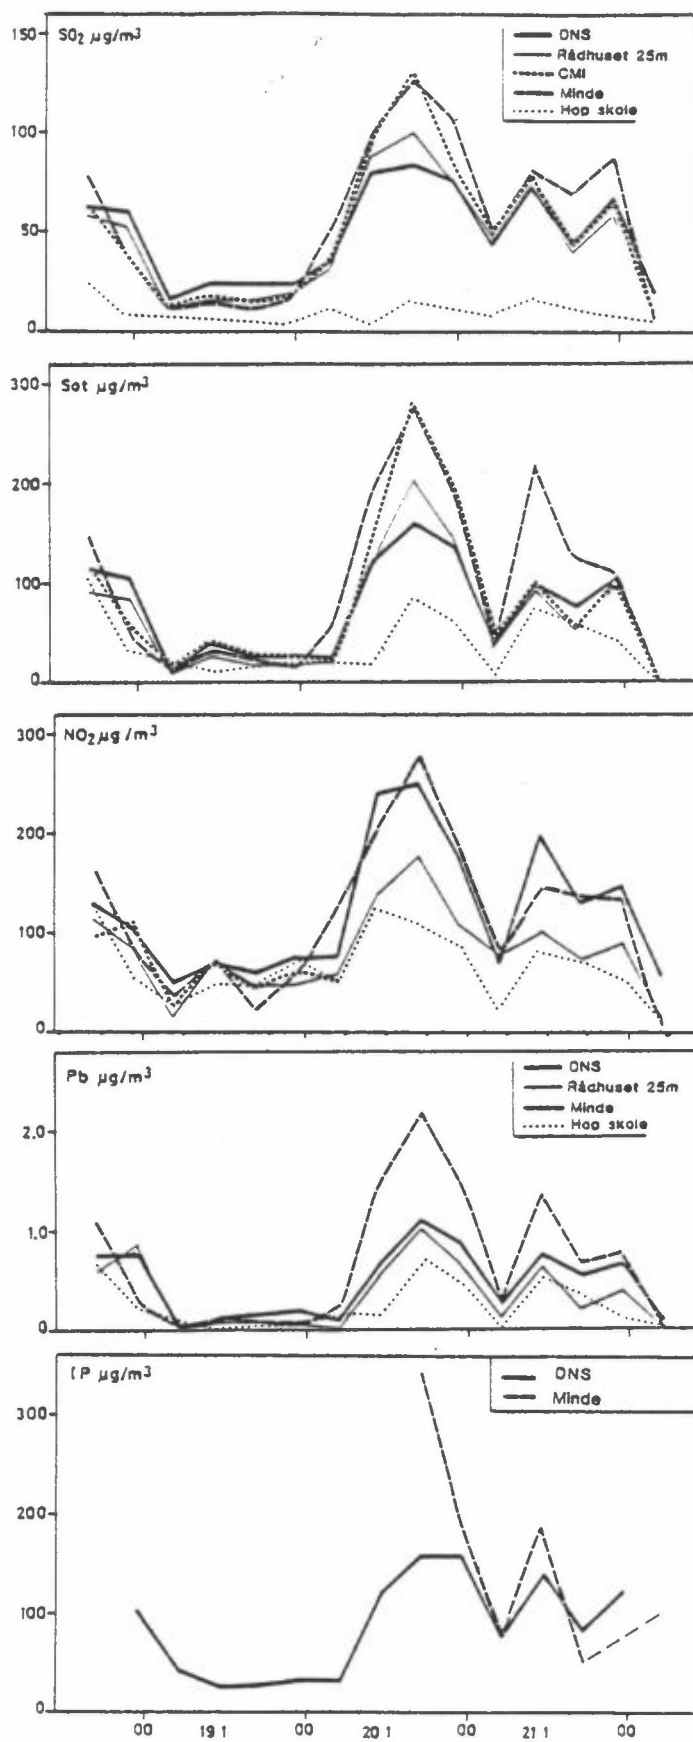 SO₂ µg/m³
150
100
50
0
DNS
Rådhuset 25m
CMI
Minde
Hop skole
Sot µg/m³
300
200
100
0
NO₂ µg/m³
300
200
100
0
Pb µg/m³
2,0
1,0
0
DNS
Rådhuset 25m
Minde
Hop skole
µg/m³
300
200
100
0
DNS
Minde
00 19.1 00 20.1 00 21.1 00